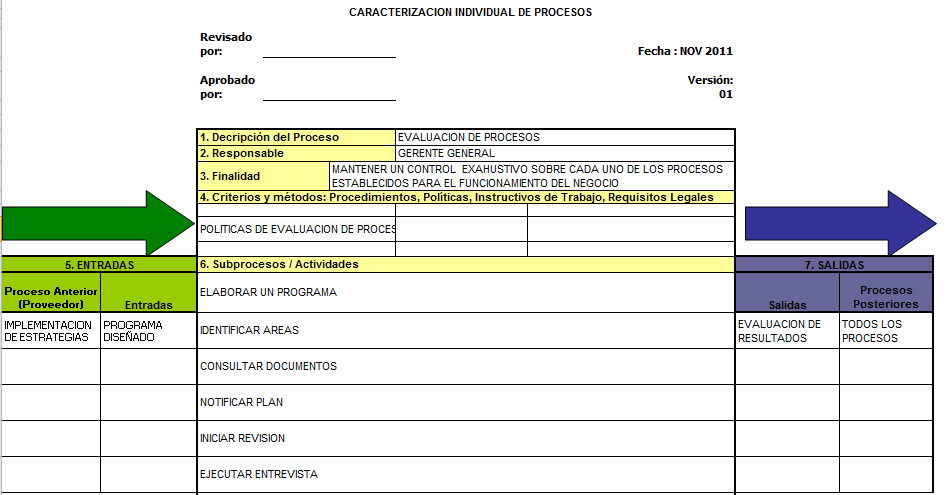 CARACTERIZACION INDIVIDUAL DE PROCESOS
Revisado
por:
Fecha : NOV 2011
Aprobado
por:
Versión:
01
1. Decripción del Proceso EVALUACION DE PROCESOS
2. Responsable GERENTE GENERAL
3. Finalidad
MANTENER UN CONTROL EXAHUSTIVO SOBRE CADA UNO DE LOS PROCESOS
ESTABLECIDOS PARA EL FUNCIONAMIENTO DEL NEGOCIO
4. Criterios y métodos: Procedimientos, Políticas, Instructivos de Trabajo, Requisitos Legales
POLITICAS DE EVALUACION DE PROCES
5. ENTRADAS
6. Subprocesos / Actividades
7. SALIDAS
Proceso Anterior
(Proveedor)
Entradas
ELABORAR UN PROGRAMA
Salidas
Procesos
Posteriores
IMPLEMENTACION
DE ESTRATEGIAS
PROGRAMA
DISEÑADO
IDENTIFICAR AREAS
EVALUACION DE
RESULTADOS
TODOS LOS
PROCESOS
CONSULTAR DOCUMENTOS
NOTIFICAR PLAN
INICIAR REVISION
EJECUTAR ENTREVISTA